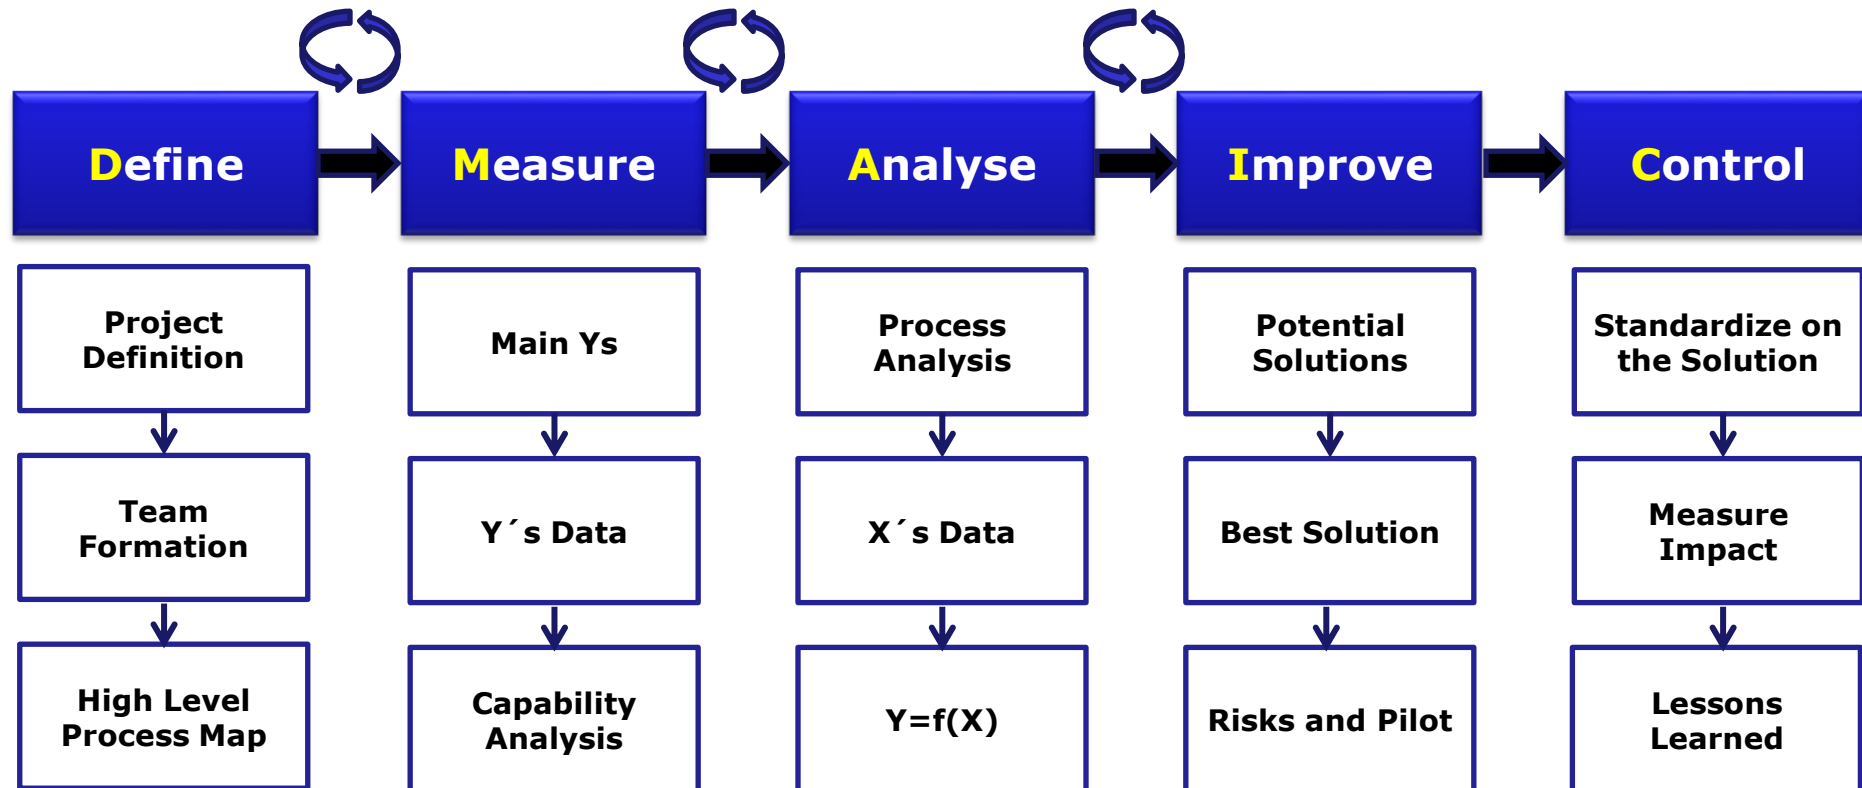 Define
Measure
Analyse
Improve
Control
Project
Definition
Main Ys
Process
Analysis
Potential
Solutions
Standardize on
the Solution
Team
Formation
Y´s Data
X´s Data
Best Solution
Measure
Impact
High Level
Process Map
Capability
Analysis
Y=f(X)
Risks and Pilot
Lessons
Learned